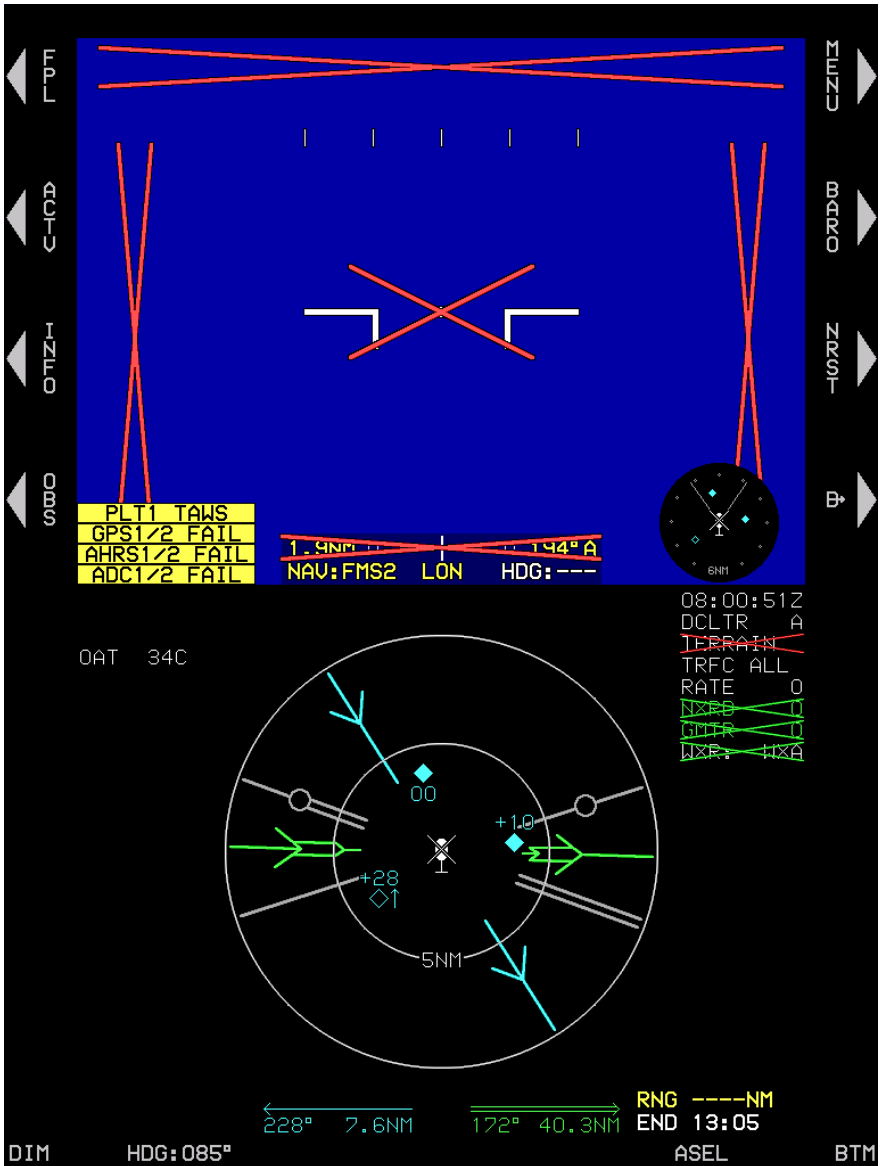 FPL
MENU
ACTV
BARO
INFO
NRST
OBS
PLT1 TAWS
GPS1/2 FAIL
AHRS1/2 FAIL
ADC1/2 FAIL
1.9NM 194°A
NAV:FMS2 LON HDG:---
6NM
08:00:51Z
DCLTR A
TERRAIN
TRFC ALL
RATE 0
NXRD 0
GMTR 0
WXR: WXA
OAT 34C
00
+10
+28
5NM
228° 7.6NM
172° 40.3NM
RNG ----NM
END 13:05
DIM HDG:085° ASEL BTM